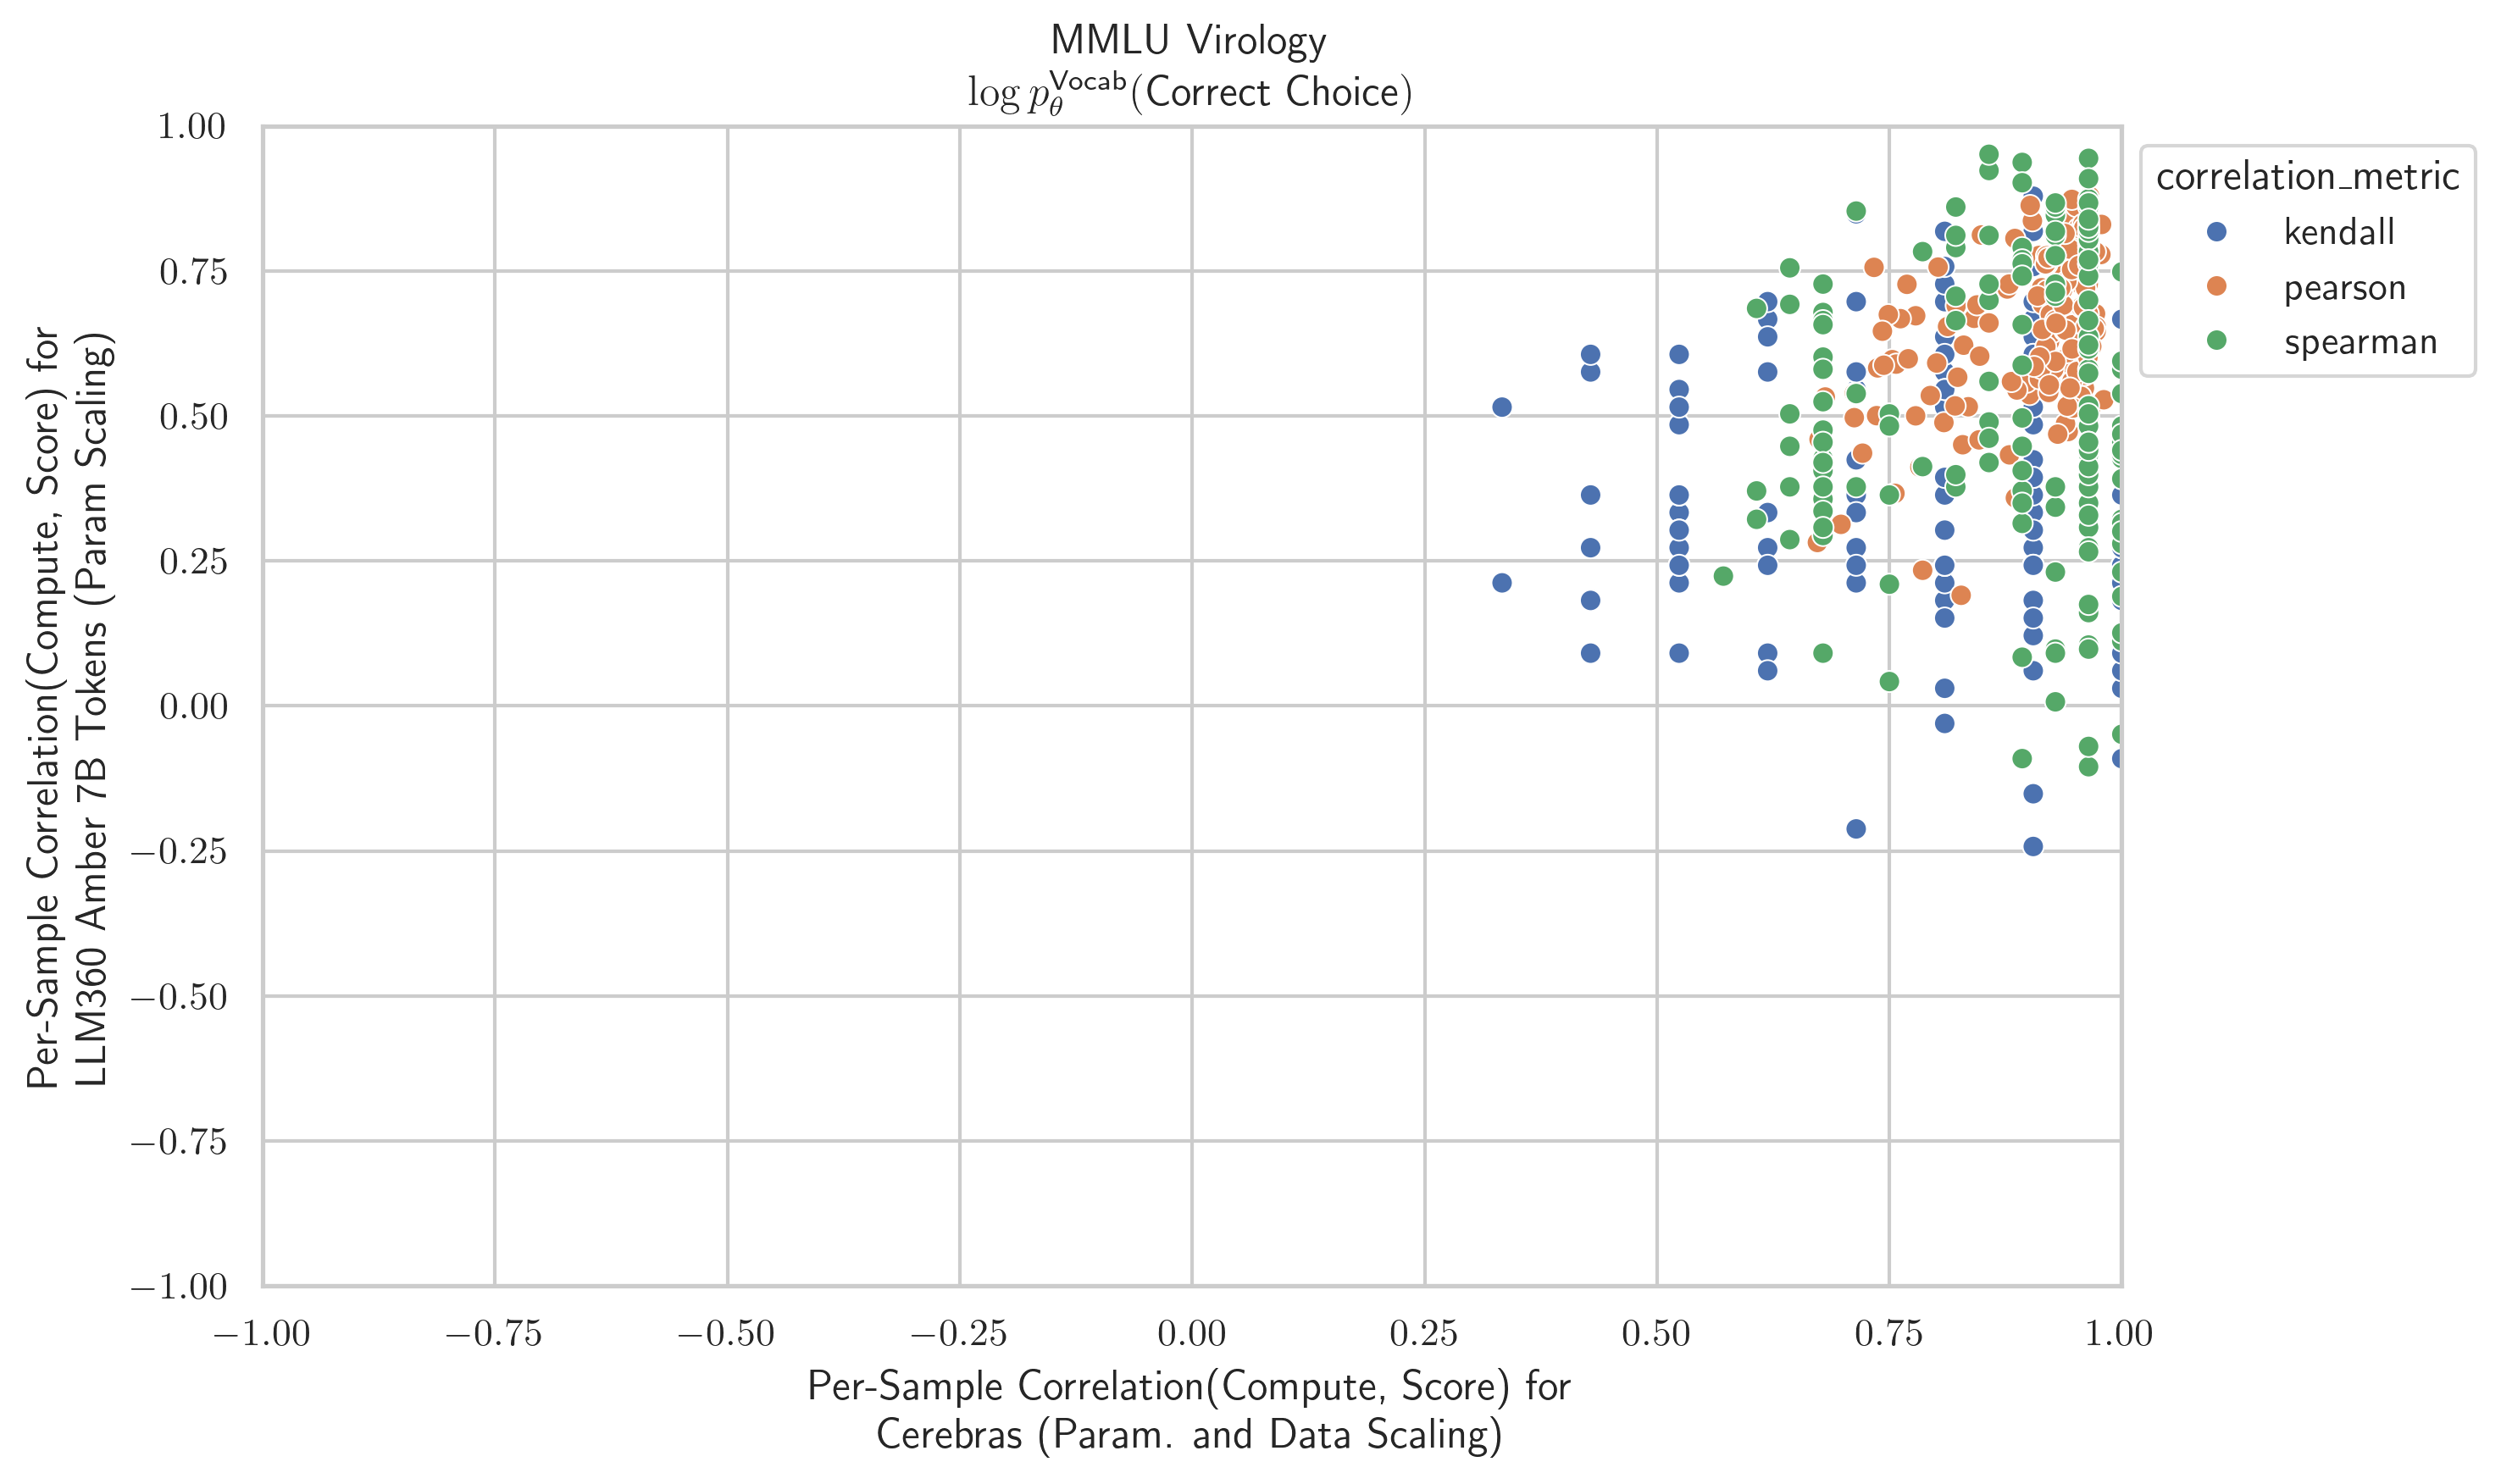 MMLU Virology
log p_θ^Vocab(Correct Choice)
Per-Sample Correlation(Compute, Score) for
LLM360 Amber 7B Tokens (Param Scaling)
1.00
0.75
0.50
0.25
0.00
−0.25
−0.50
−0.75
−1.00
correlation_metric
kendall
pearson
spearman
−1.00 −0.75 −0.50 −0.25 0.00 0.25 0.50 0.75 1.00
Per-Sample Correlation(Compute, Score) for
Cerebras (Param. and Data Scaling)